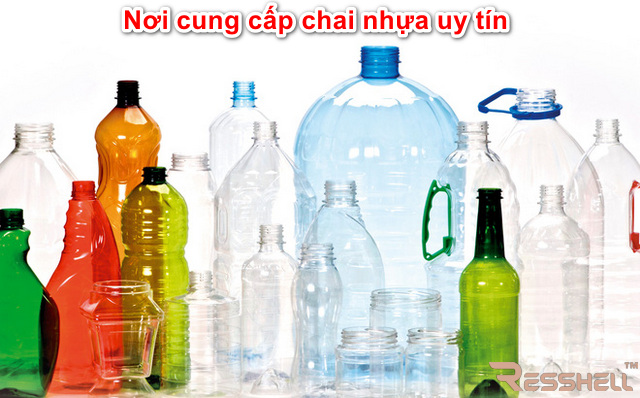 Nơi cung cấp chai nhựa uy tín
RESSHELL™